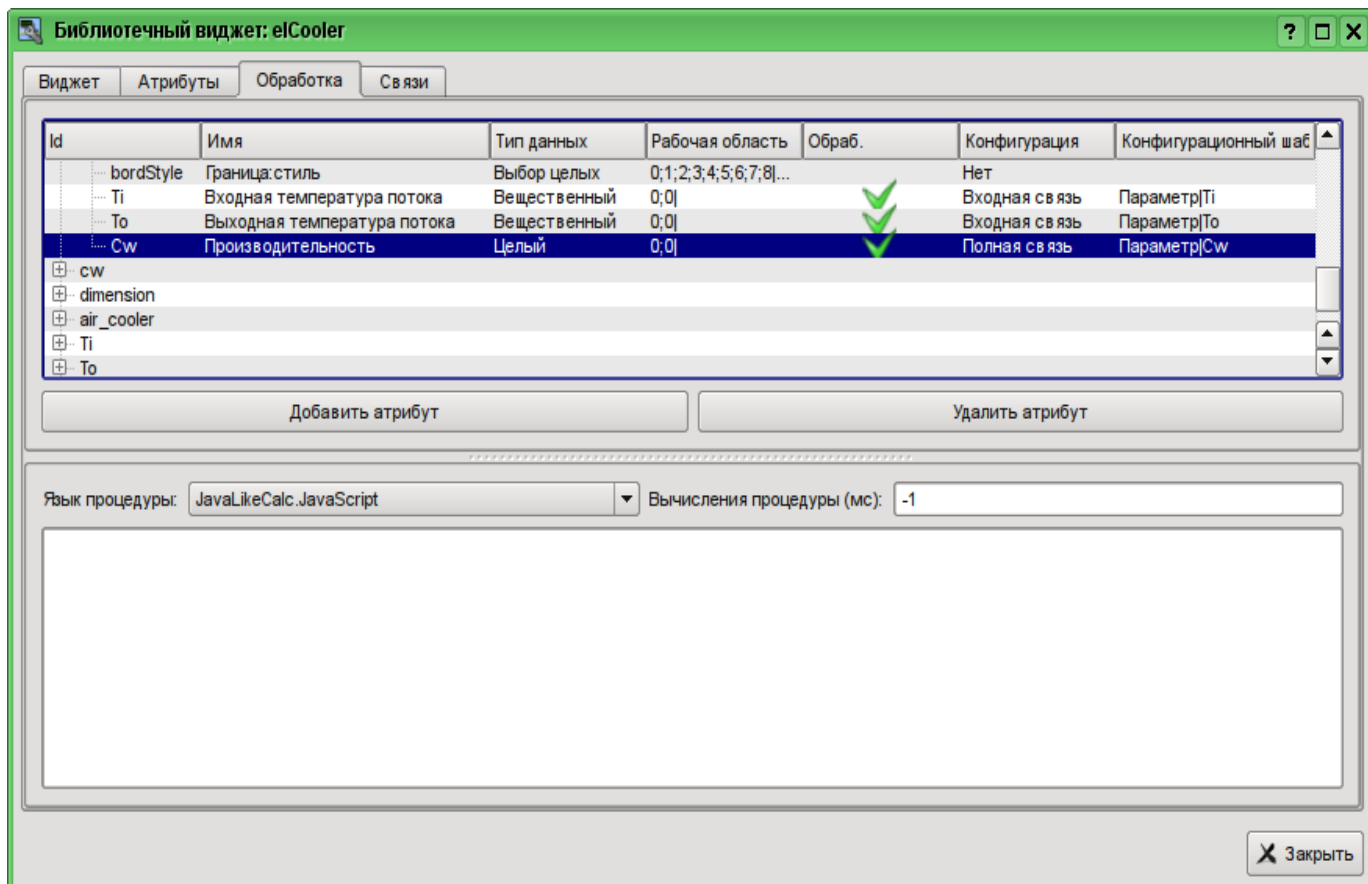 Библиотечный виджет: elCooler
Виджет Атрибуты Обработка Связи
Id Имя Тип данных Рабочая область Обраб. Конфигурация Конфигурационный шаб
bordStyle Граница:стиль Выбор целых 0;1;2;3;4;5;6;7;8|... Нет
Ti Входная температура потока Вещественный 0;0| Входная связь Параметр|Ti
To Выходная температура потока Вещественный 0;0| Входная связь Параметр|To
Cw Производительность Целый 0;0| Полная связь Параметр|Cw
cw
dimension
air_cooler
Ti
To
Добавить атрибут Удалить атрибут
Язык процедуры: JavaLikeCalc.JavaScript Вычисления процедуры (мс): -1
Закрыть